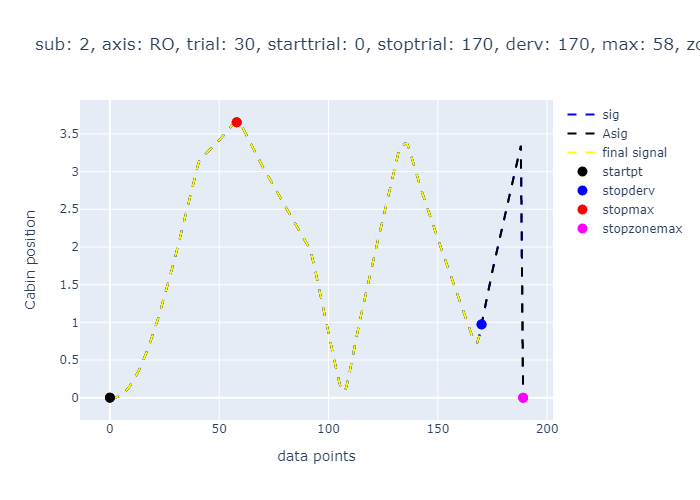 sub: 2, axis: RO, trial: 30, starttrial: 0, stoptrial: 170, derv: 170, max: 58,
3.5
3
2.5
2
1.5
1
0.5
0
Cabin position
0
50
100
150
200
data points
sig
Asig
final signal
startpt
stopderv
stopmax
stopzonemax